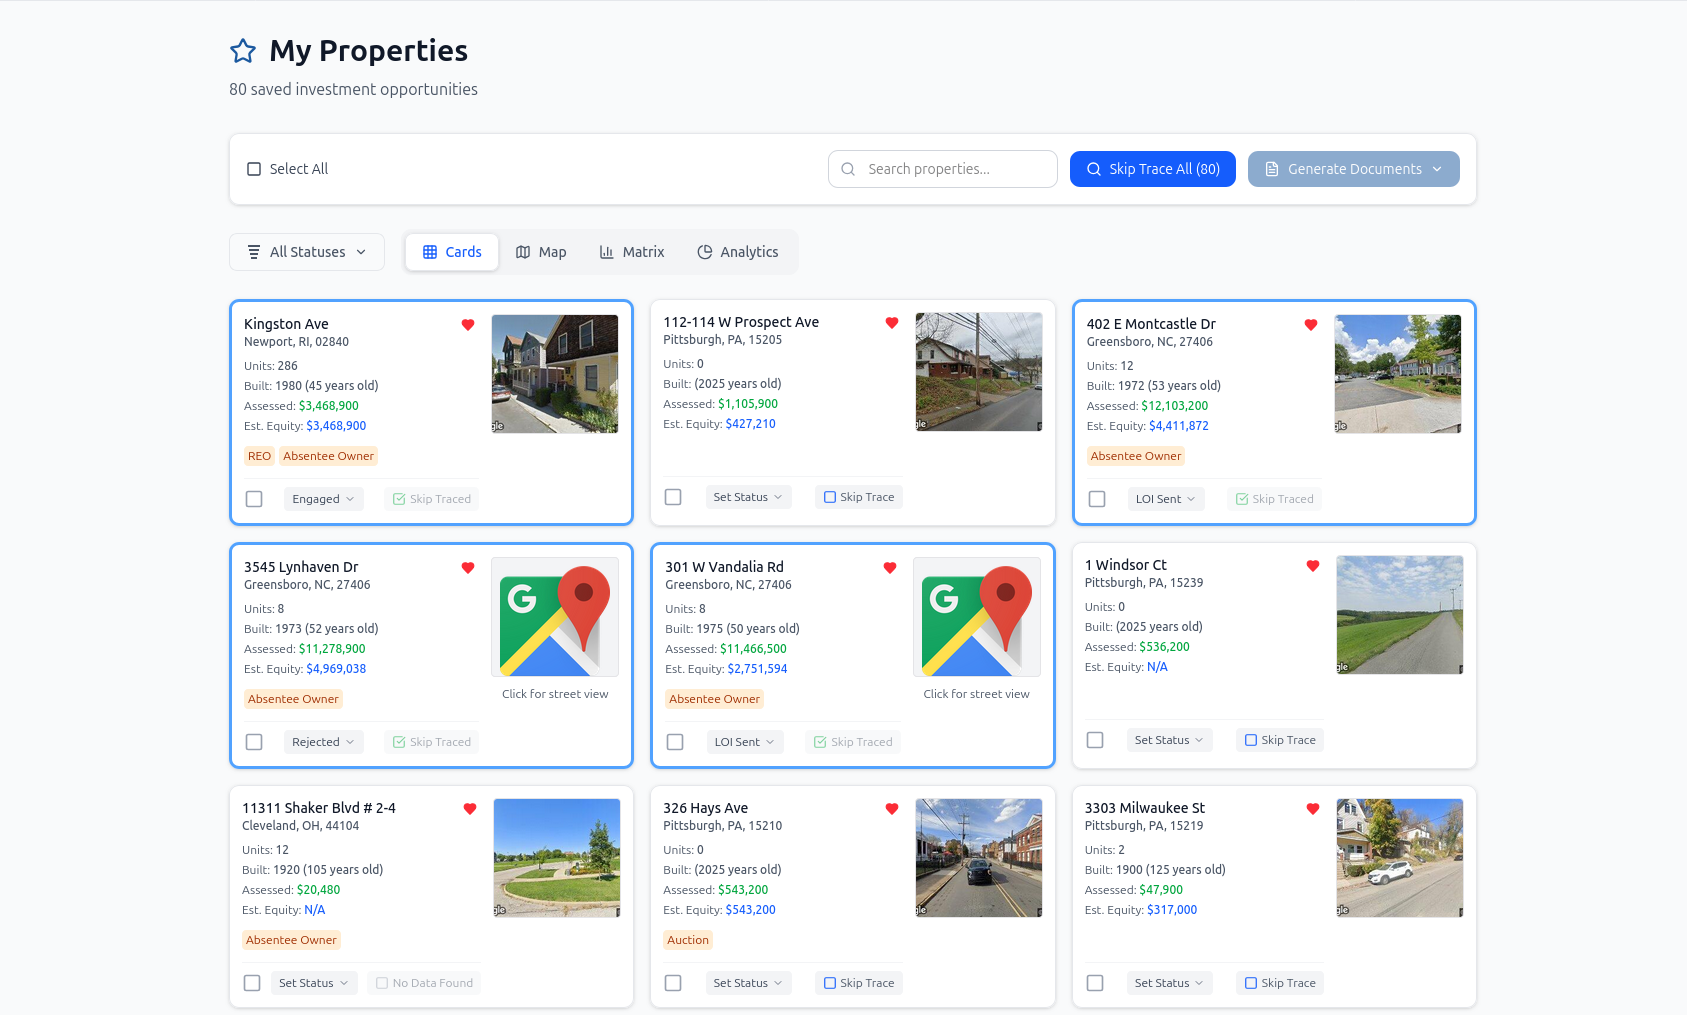 My Properties
80 saved investment opportunities
Select All
Search properties...
Skip Trace All (80)
Generate Documents
All Statuses
Cards
Map
Matrix
Analytics
Kingston Ave
Newport, RI, 02840
Units: 286
Built: 1980 (45 years old)
Assessed: $3,468,900
Est. Equity: $3,468,900
REO
Absentee Owner
Engaged
Skip Traced
gle
112-114 W Prospect Ave
Pittsburgh, PA, 15205
Units: 0
Built: (2025 years old)
Assessed: $1,105,900
Est. Equity: $427,210
Set Status
Skip Trace
gle
402 E Montcastle Dr
Greensboro, NC, 27406
Units: 12
Built: 1972 (53 years old)
Assessed: $12,103,200
Est. Equity: $4,411,872
Absentee Owner
LOI Sent
Skip Traced
gle
3545 Lynhaven Dr
Greensboro, NC, 27406
Units: 8
Built: 1973 (52 years old)
Assessed: $11,278,900
Est. Equity: $4,969,038
Absentee Owner
Rejected
Skip Traced
G
Click for street view
301 W Vandalia Rd
Greensboro, NC, 27406
Units: 8
Built: 1975 (50 years old)
Assessed: $11,466,500
Est. Equity: $2,751,594
Absentee Owner
LOI Sent
Skip Traced
G
Click for street view
1 Windsor Ct
Pittsburgh, PA, 15239
Units: 0
Built: (2025 years old)
Assessed: $536,200
Est. Equity: N/A
Set Status
Skip Trace
gle
11311 Shaker Blvd # 2-4
Cleveland, OH, 44104
Units: 12
Built: 1920 (105 years old)
Assessed: $20,480
Est. Equity: N/A
Absentee Owner
Set Status
No Data Found
gle
326 Hays Ave
Pittsburgh, PA, 15210
Units: 0
Built: (2025 years old)
Assessed: $543,200
Est. Equity: $543,200
Auction
Set Status
Skip Trace
gle
3303 Milwaukee St
Pittsburgh, PA, 15219
Units: 2
Built: 1900 (125 years old)
Assessed: $47,900
Est. Equity: $317,000
Set Status
Skip Trace
gle